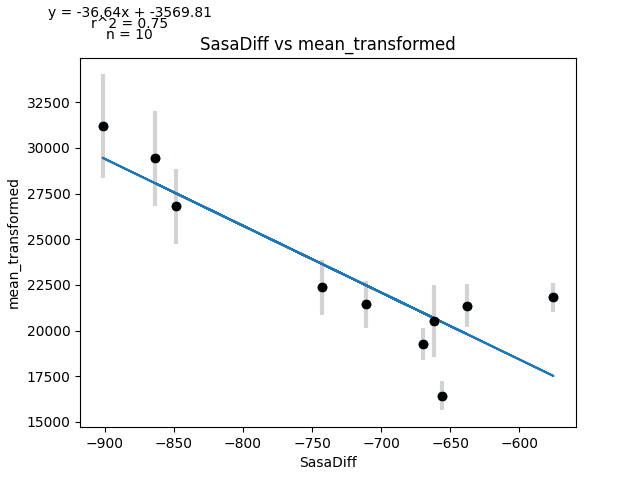 y = -36.64x + -3569.81
r^2 = 0.75
n = 10
SasaDiff vs mean_transformed
mean_transformed
32500
30000
27500
25000
22500
20000
17500
15000
−900
−850
−800
−750
−700
−650
−600
SasaDiff